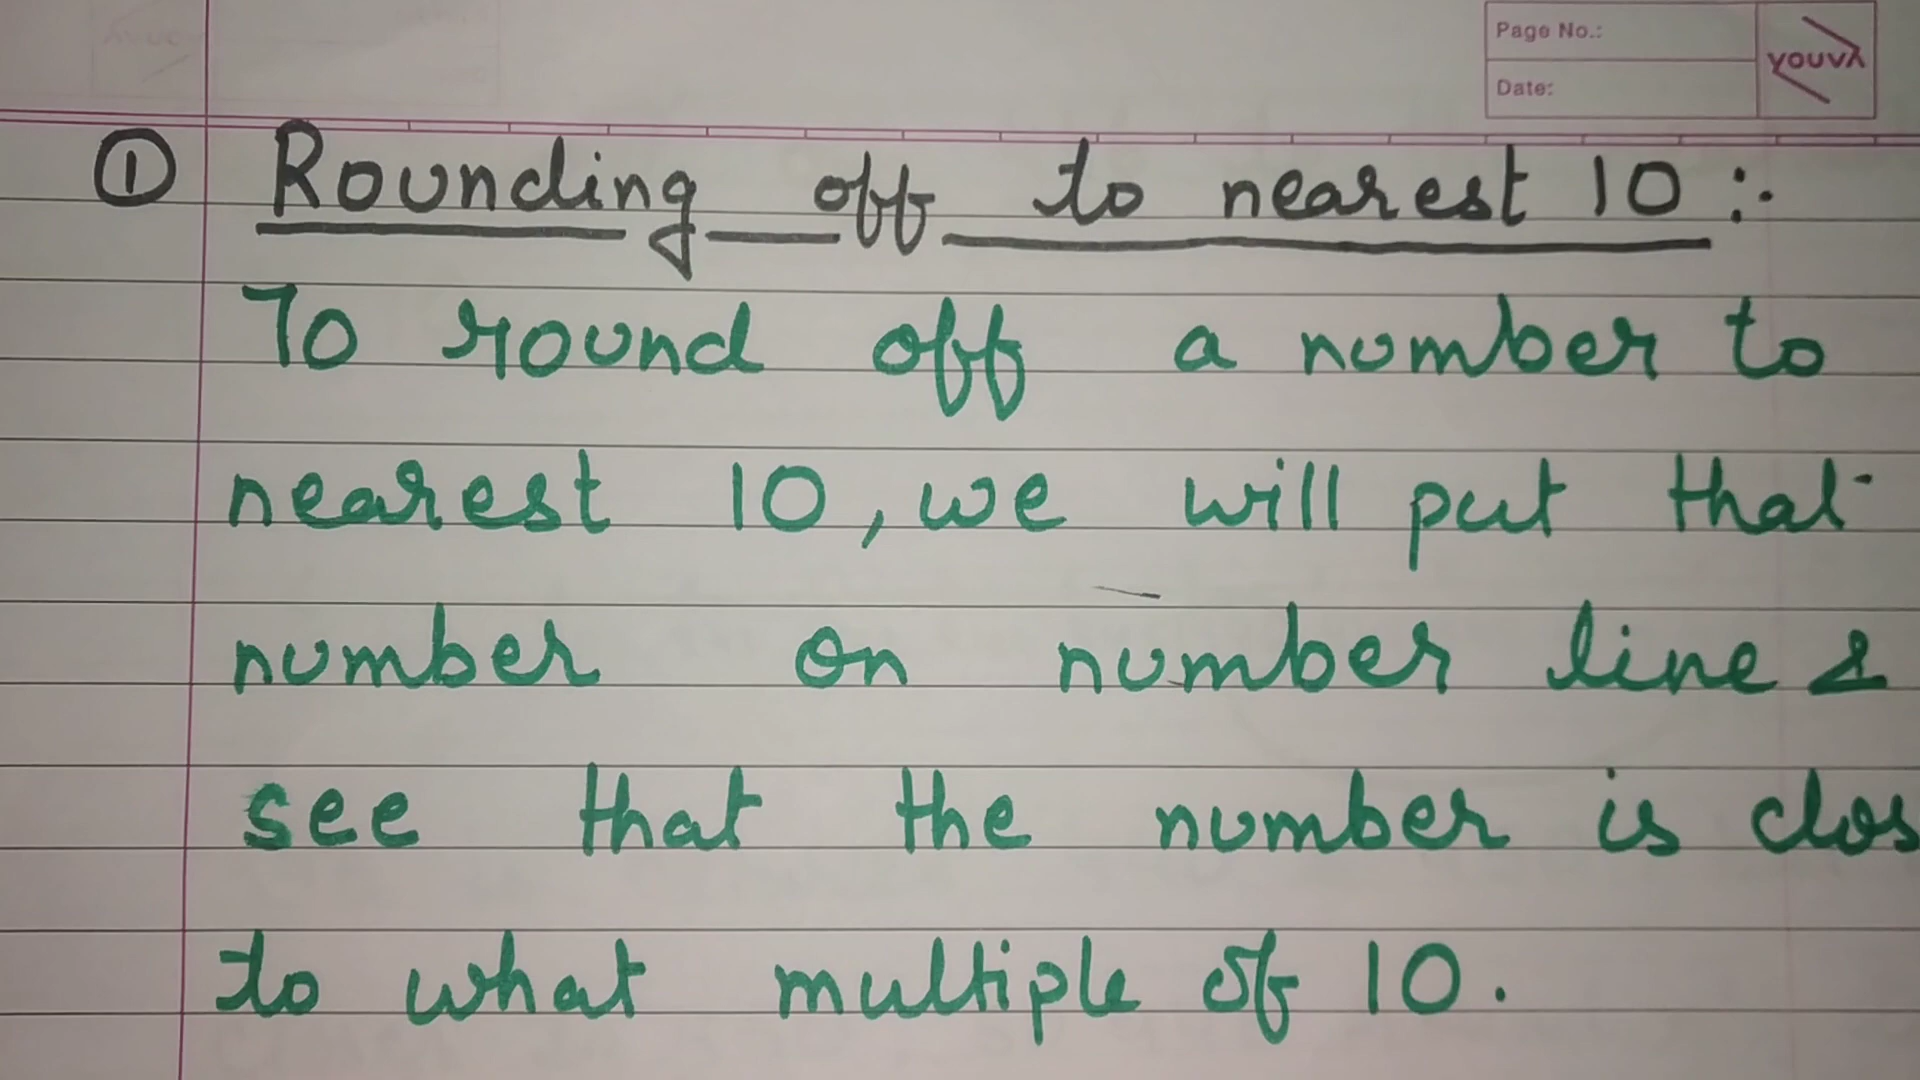 Page No.:
Date:
YOUVA
① Rounding off to nearest 10 :-
To round off a number to
nearest 10, we will put that
number on number line &
see that the number is clos
to what multiple of 10.